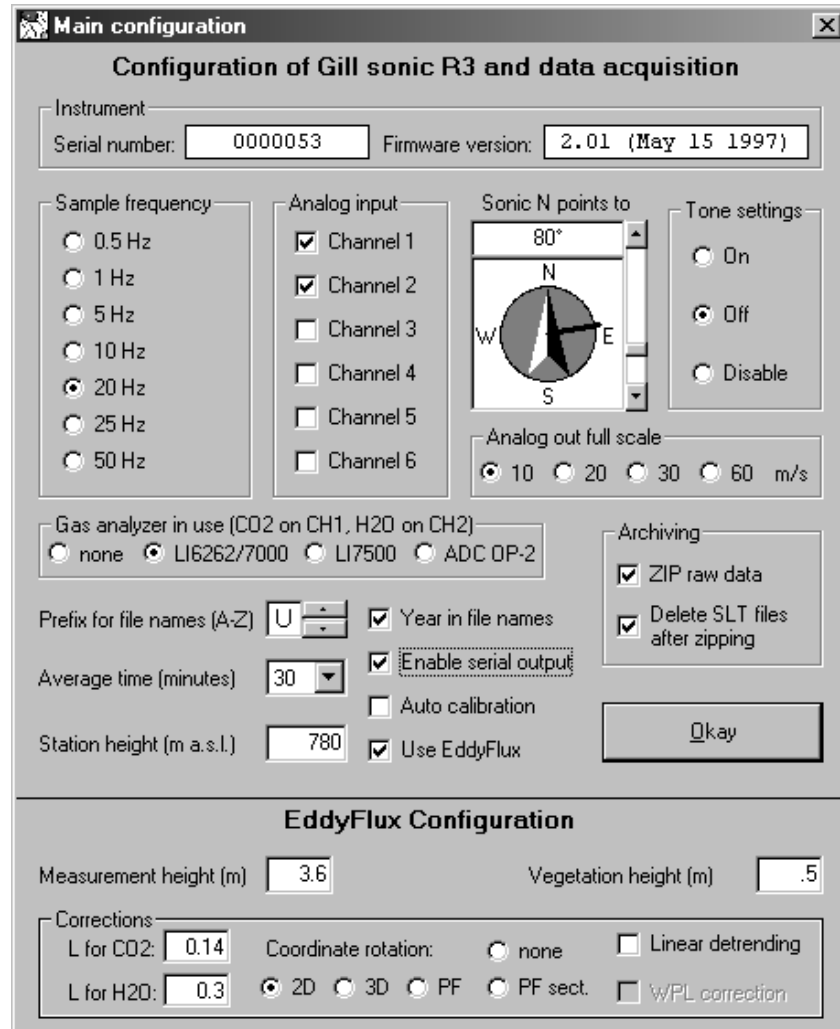 Main configuration
Configuration of Gill sonic R3 and data acquisition
Instrument
Serial number: 0000053 Firmware version: 2.01 (May 15 1997)
Sample frequency
0.5 Hz
1 Hz
5 Hz
10 Hz
20 Hz
25 Hz
50 Hz
Analog input
Channel 1
Channel 2
Channel 3
Channel 4
Channel 5
Channel 6
Sonic N points to
80°
N
W E
S
Tone settings
On
Off
Disable
Analog out full scale
10 20 30 60 m/s
Gas analyzer in use (CO2 on CH1, H2O on CH2)
none LI6262/7000 LI7500 ADC OP-2
Archiving
ZIP raw data
Delete SLT files
after zipping
Prefix for file names (A-Z) U
Average time (minutes) 30
Station height (m a.s.l.) 780
Year in file names
Enable serial output
Auto calibration
Use EddyFlux
Okay
EddyFlux Configuration
Measurement height (m) 3.6 Vegetation height (m) .5
Corrections
L for CO2: 0.14
L for H2O: 0.3
Coordinate rotation: none
2D 3D PF PF sect.
Linear detrending
WPL correction